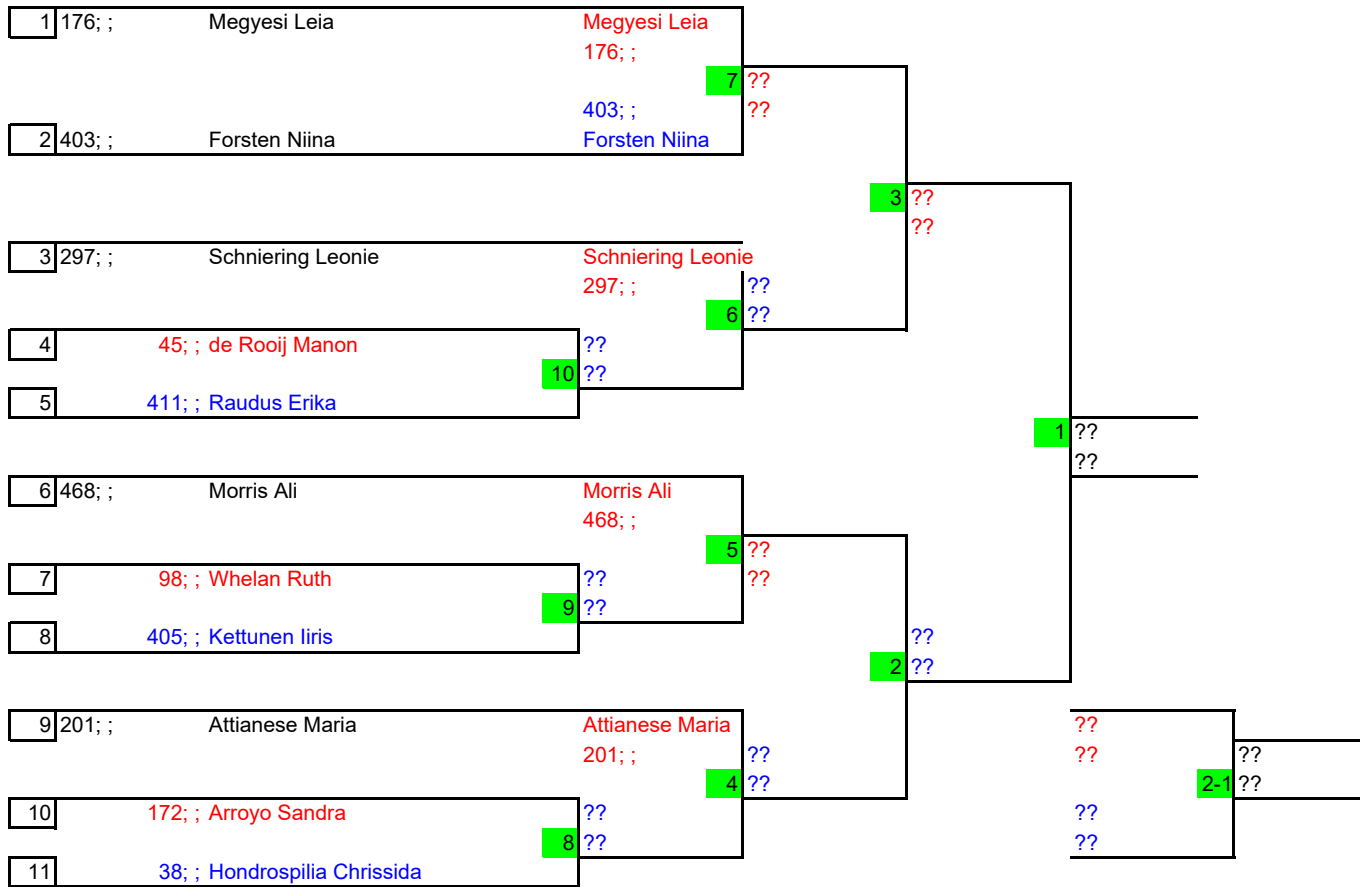 1 176; ; Megyesi Leia Megyesi Leia
176; ;
7 ??
403; ; ??
2 403; ; Forsten Niina Forsten Niina
3 ??
??
3 297; ; Schniering Leonie Schniering Leonie
297; ; ??
6 ??
4 45; ; de Rooij Manon ??
10 ??
5 411; ; Raudus Erika
1 ??
??
6 468; ; Morris Ali Morris Ali
468; ;
5 ??
7 98; ; Whelan Ruth ?? ??
9 ??
8 405; ; Kettunen Iiris ??
2 ??
9 201; ; Attianese Maria Attianese Maria ??
201; ; ?? ?? ??
4 ?? 2-1 ??
10 172; ; Arroyo Sandra ?? ??
8 ?? ??
11 38; ; Hondrospilia Chrissida